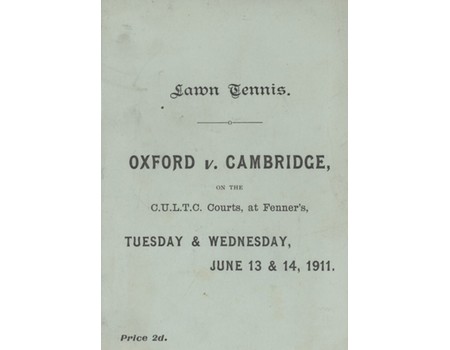 Lawn Tennis.
OXFORD v. CAMBRIDGE,
ON THE
C.U.L.T.C. Courts, at Fenner's,
TUESDAY & WEDNESDAY,
JUNE 13 & 14, 1911.
Price 2d.